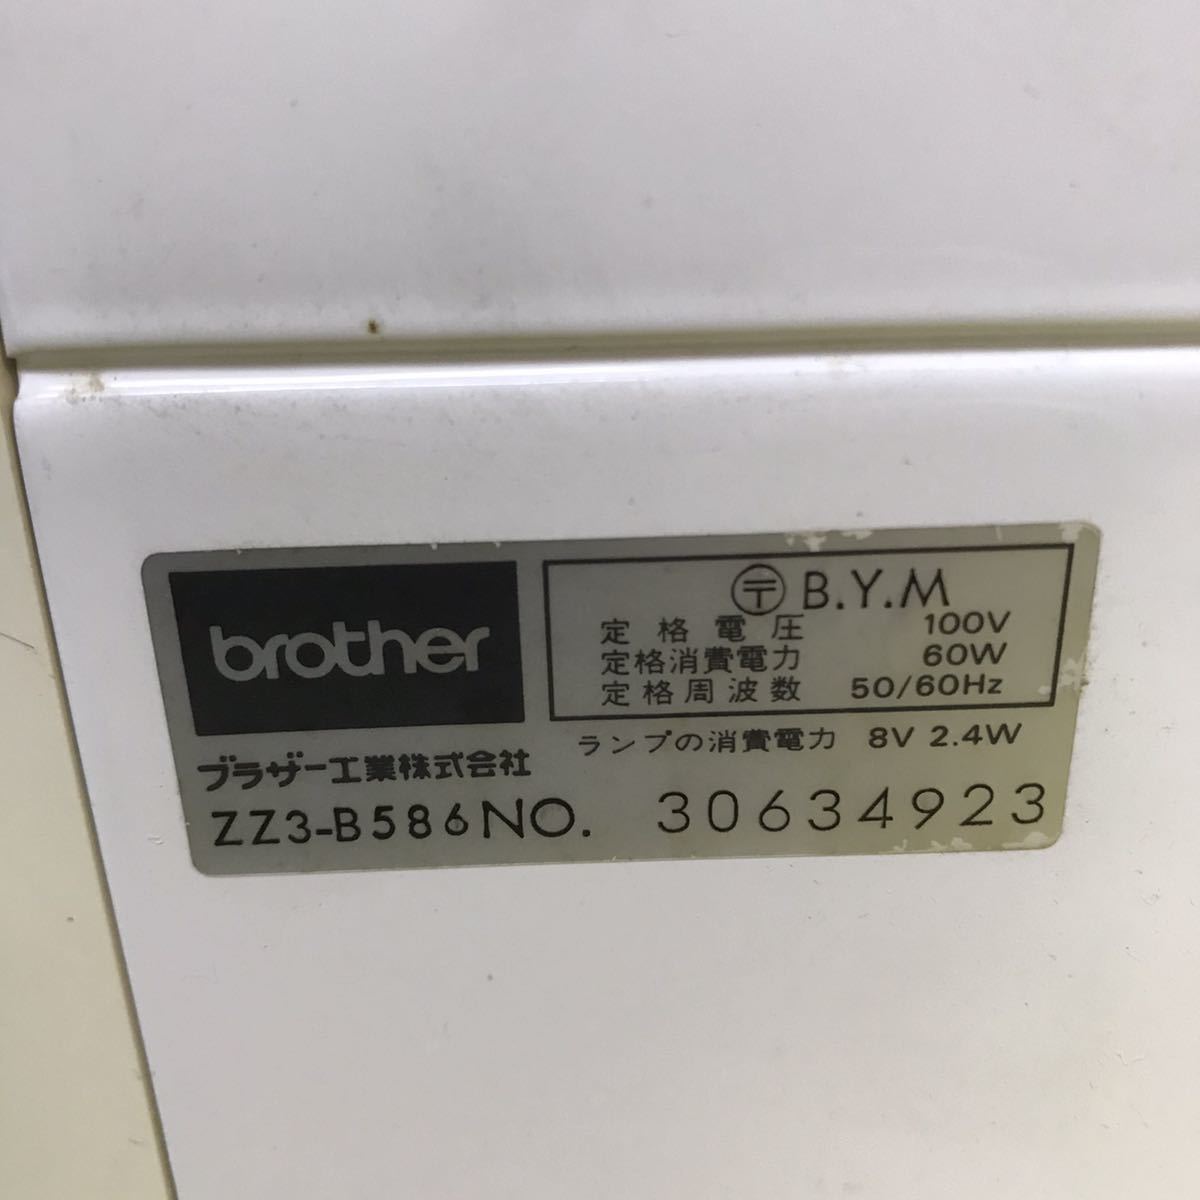 brother
〒 B.Y.M
定格電圧 100V
定格消費電力 60W
定格周波数 50/60Hz
ランプの消費電力 8V 2.4W
ブラザー工業株式会社
ZZ3-B586 NO. 30634923